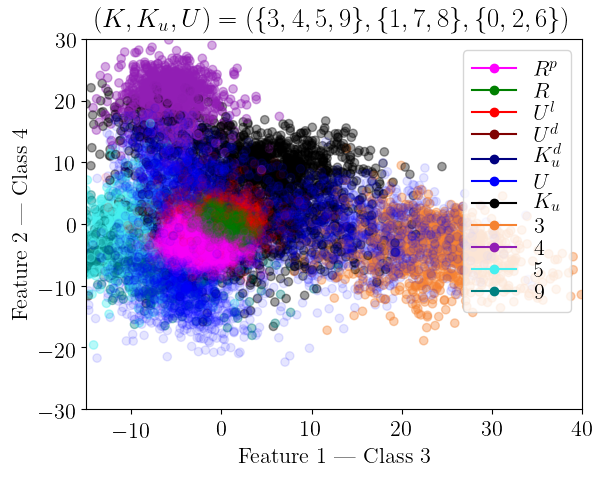 (K, K_u, U) = ({3, 4, 5, 9}, {1, 7, 8}, {0, 2, 6})
30
20
10
0
−10
−20
−30
Feature 2 — Class 4
R^p
R
U^l
U^d
K_u^d
U
K_u
3
4
5
9
−10
0
10
20
30
40
Feature 1 — Class 3